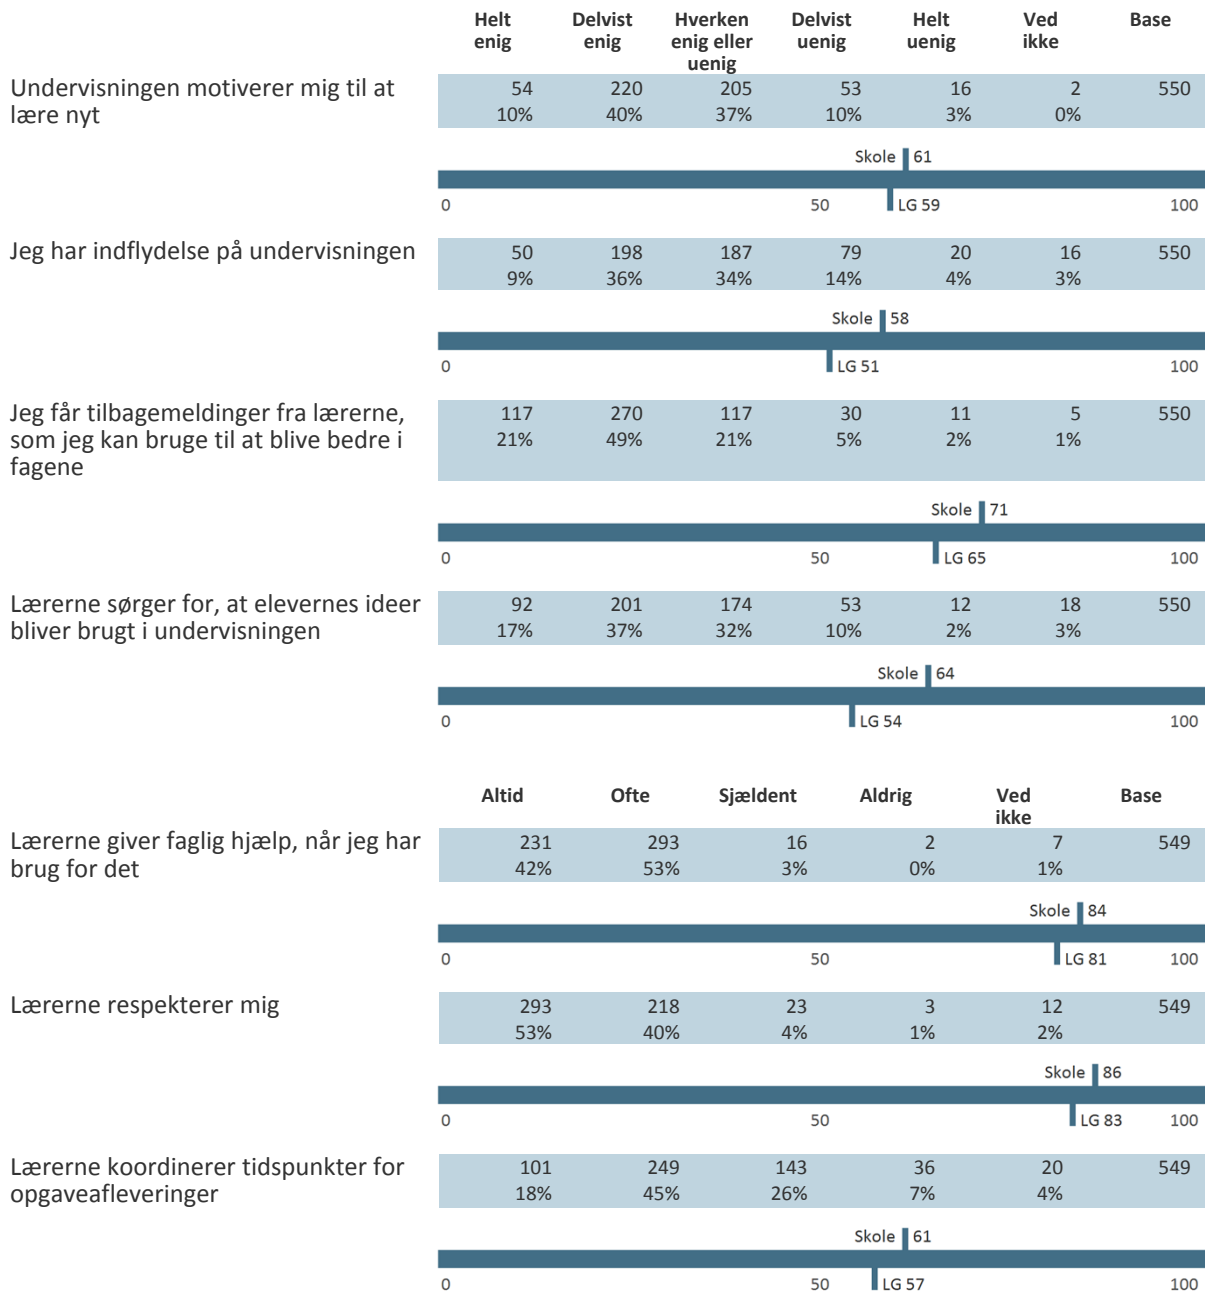 Helt enig Delvist enig Hverken enig eller uenig Delvist uenig Helt uenig Ved ikke Base
Undervisningen motiverer mig til at 54 220 205 53 16 2 550
lære nyt 10% 40% 37% 10% 3% 0%
Skole 61
0 50 LG 59 100
Jeg har indflydelse på undervisningen 50 198 187 79 20 16 550
9% 36% 34% 14% 4% 3%
Skole 58
0 LG 51 100
Jeg får tilbagemeldinger fra lærerne, 117 270 117 30 11 5 550
som jeg kan bruge til at blive bedre i 21% 49% 21% 5% 2% 1%
fagene
Skole 71
0 50 LG 65 100
Lærerne sørger for, at elevernes ideer 92 201 174 53 12 18 550
bliver brugt i undervisningen 17% 37% 32% 10% 2% 3%
Skole 64
0 LG 54 100
Altid Ofte Sjældent Aldrig Ved ikke Base
Lærerne giver faglig hjælp, når jeg har 231 293 16 2 7 549
brug for det 42% 53% 3% 0% 1%
Skole 84
0 50 LG 81 100
Lærerne respekterer mig 293 218 23 3 12 549
53% 40% 4% 1% 2%
Skole 86
0 50 LG 83 100
Lærerne koordinerer tidspunkter for 101 249 143 36 20 549
opgaveafleveringer 18% 45% 26% 7% 4%
Skole 61
0 50 LG 57 100